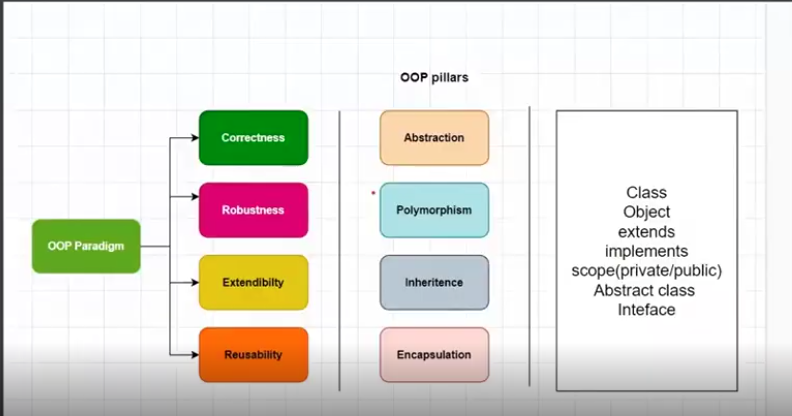 OOP pillars
OOP Paradigm
Correctness
Robustness
Extendibilty
Reusability
Abstraction
Polymorphism
Inheritence
Encapsulation
Class
Object
extends
implements
scope(private/public)
Abstract class
Inteface